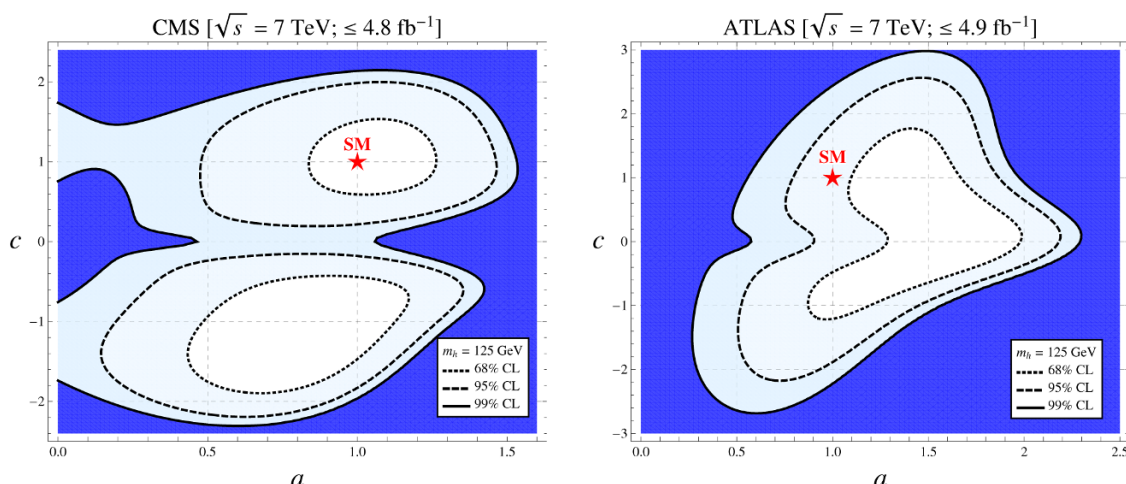 CMS [√s = 7 TeV; ≤ 4.8 fb⁻¹]
2
1
0
−1
−2
c
SM
m_h = 125 GeV
68% CL
95% CL
99% CL
0.0 0.5 1.0 1.5
a
ATLAS [√s = 7 TeV; ≤ 4.9 fb⁻¹]
3
2
1
0
−1
−2
−3
c
SM
m_h = 125 GeV
68% CL
95% CL
99% CL
0.0 0.5 1.0 1.5 2 2.5
a